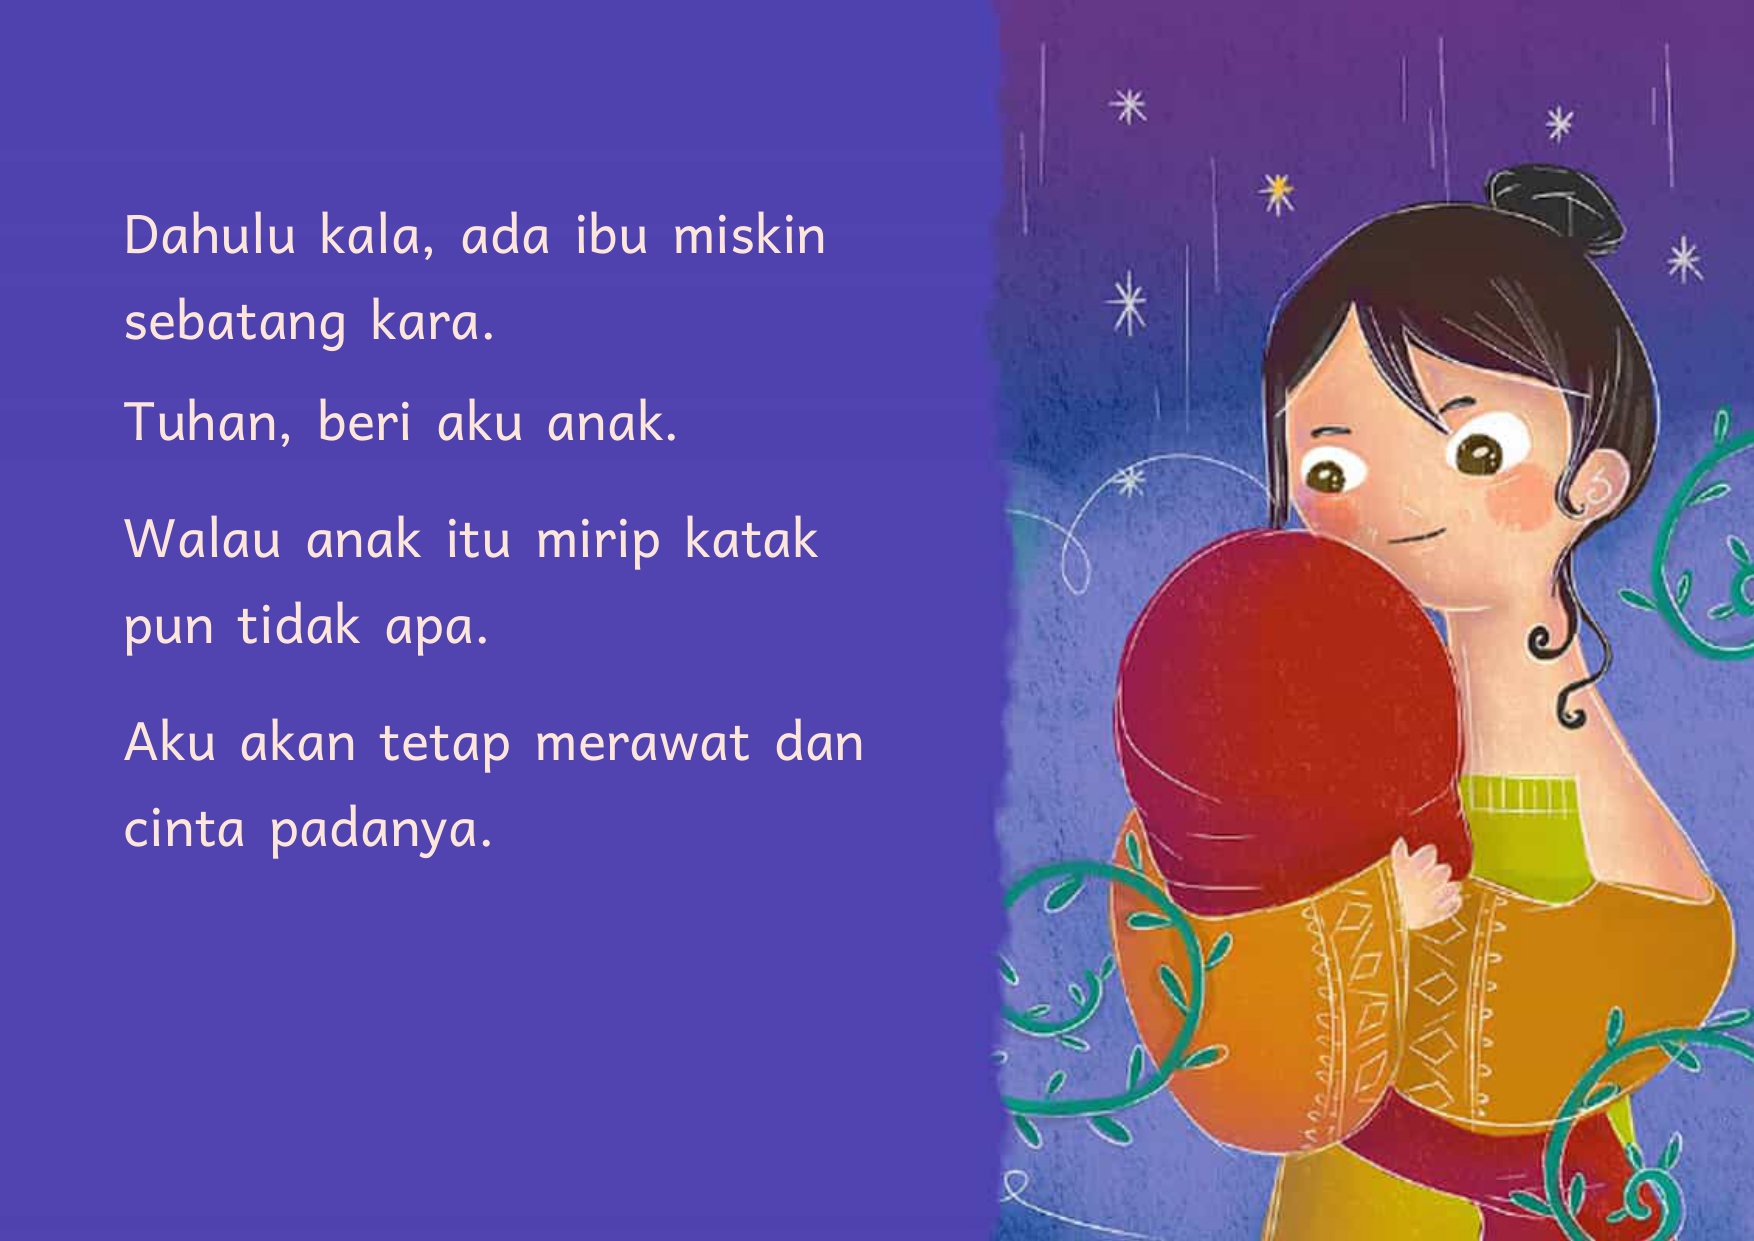 Dahulu kala, ada ibu miskin
sebatang kara.
Tuhan, beri aku anak.
Walau anak itu mirip katak
pun tidak apa.
Aku akan tetap merawat dan
cinta padanya.